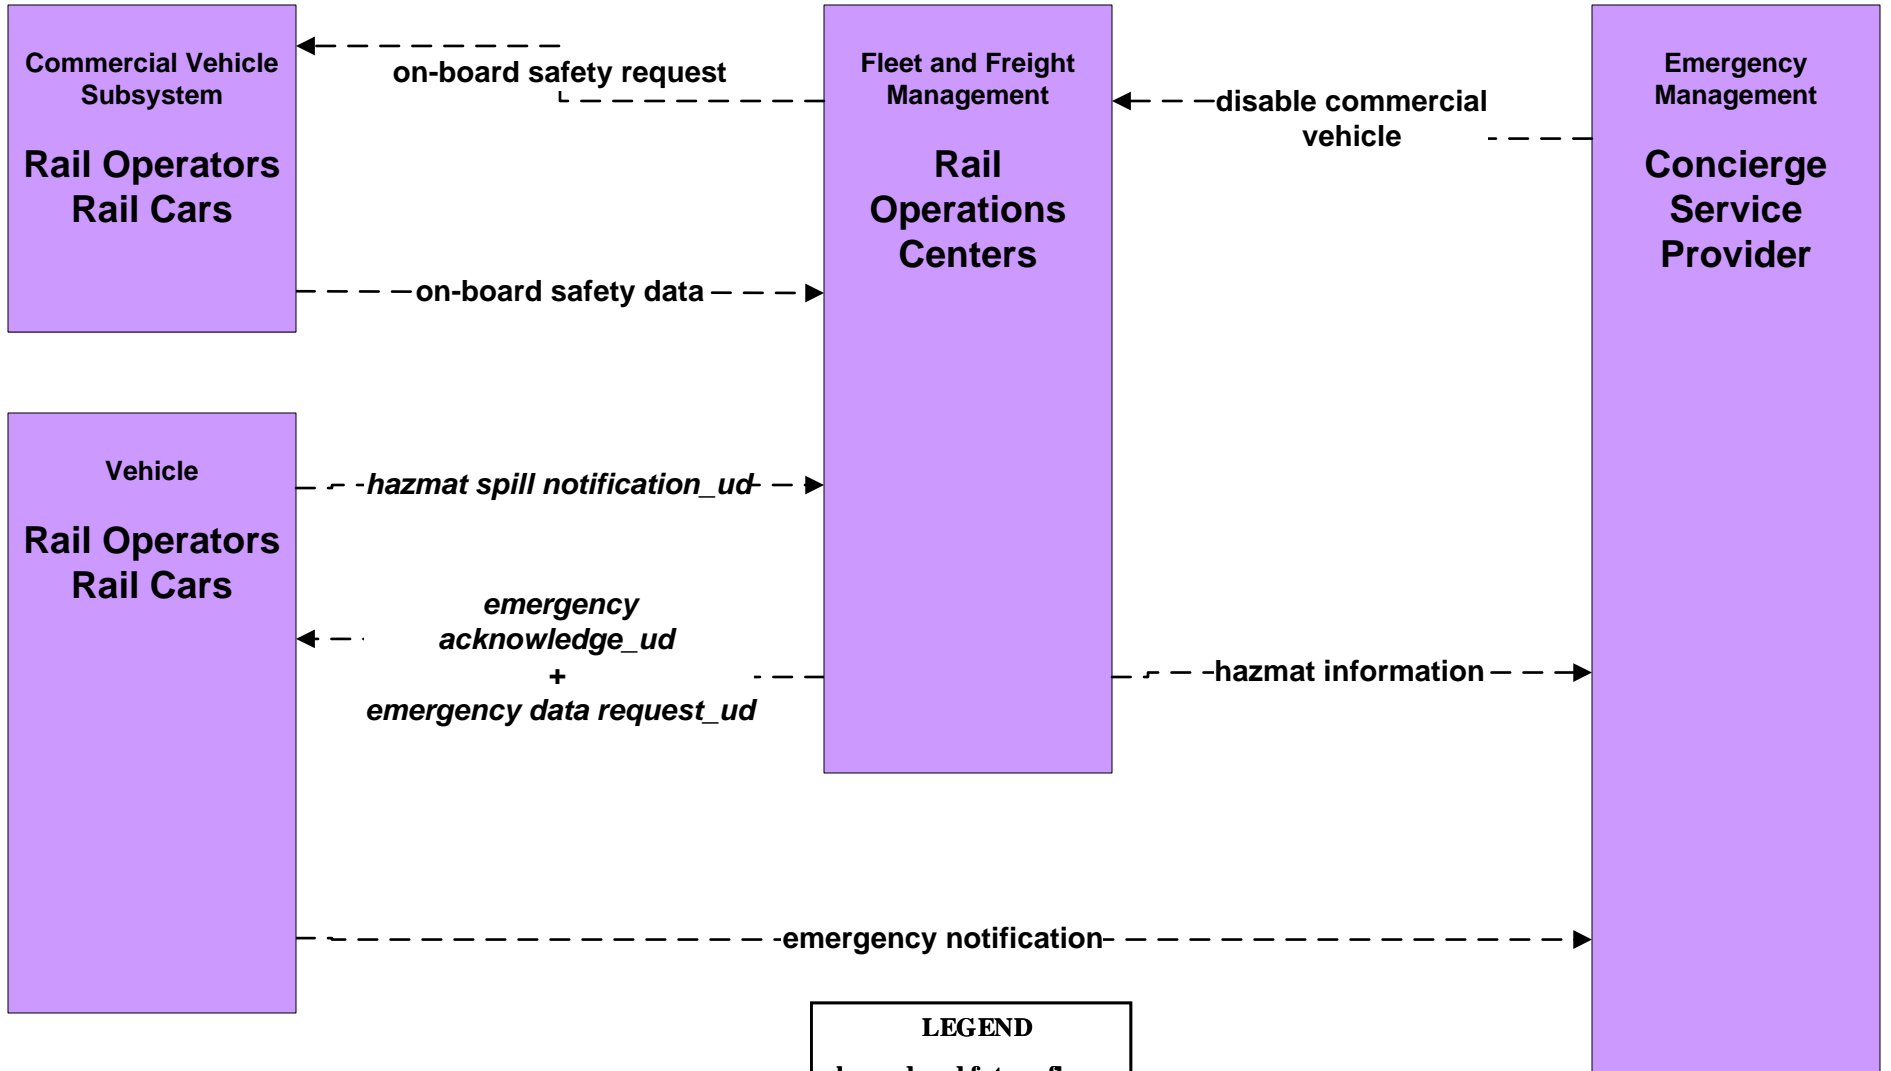 Commercial Vehicle
Subsystem
Rail Operators
Rail Cars
on-board safety request
on-board safety data
Fleet and Freight
Management
Rail
Operations
Centers
disable commercial
vehicle
Emergency
Management
Concierge
Service
Provider
Vehicle
Rail Operators
Rail Cars
hazmat spill notification_ud
emergency
acknowledge_ud
+
emergency data request_ud
hazmat information
emergency notification
LEGEND